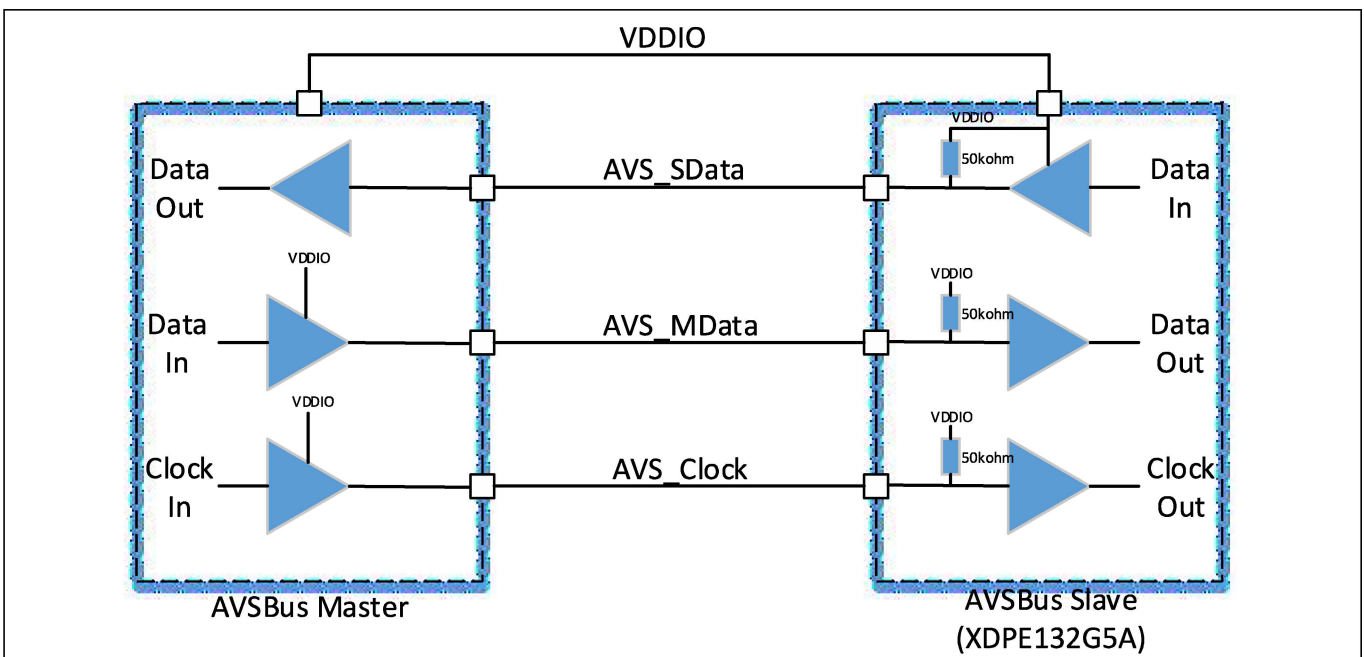 VDDIO
VDDIO
50kohm
Data
Out
AVS_SData
Data
In
VDDIO
VDDIO
50kohm
Data
In
AVS_MData
Data
Out
VDDIO
VDDIO
50kohm
Clock
In
AVS_Clock
Clock
Out
AVSBus Master
AVSBus Slave
(XDPE132G5A)